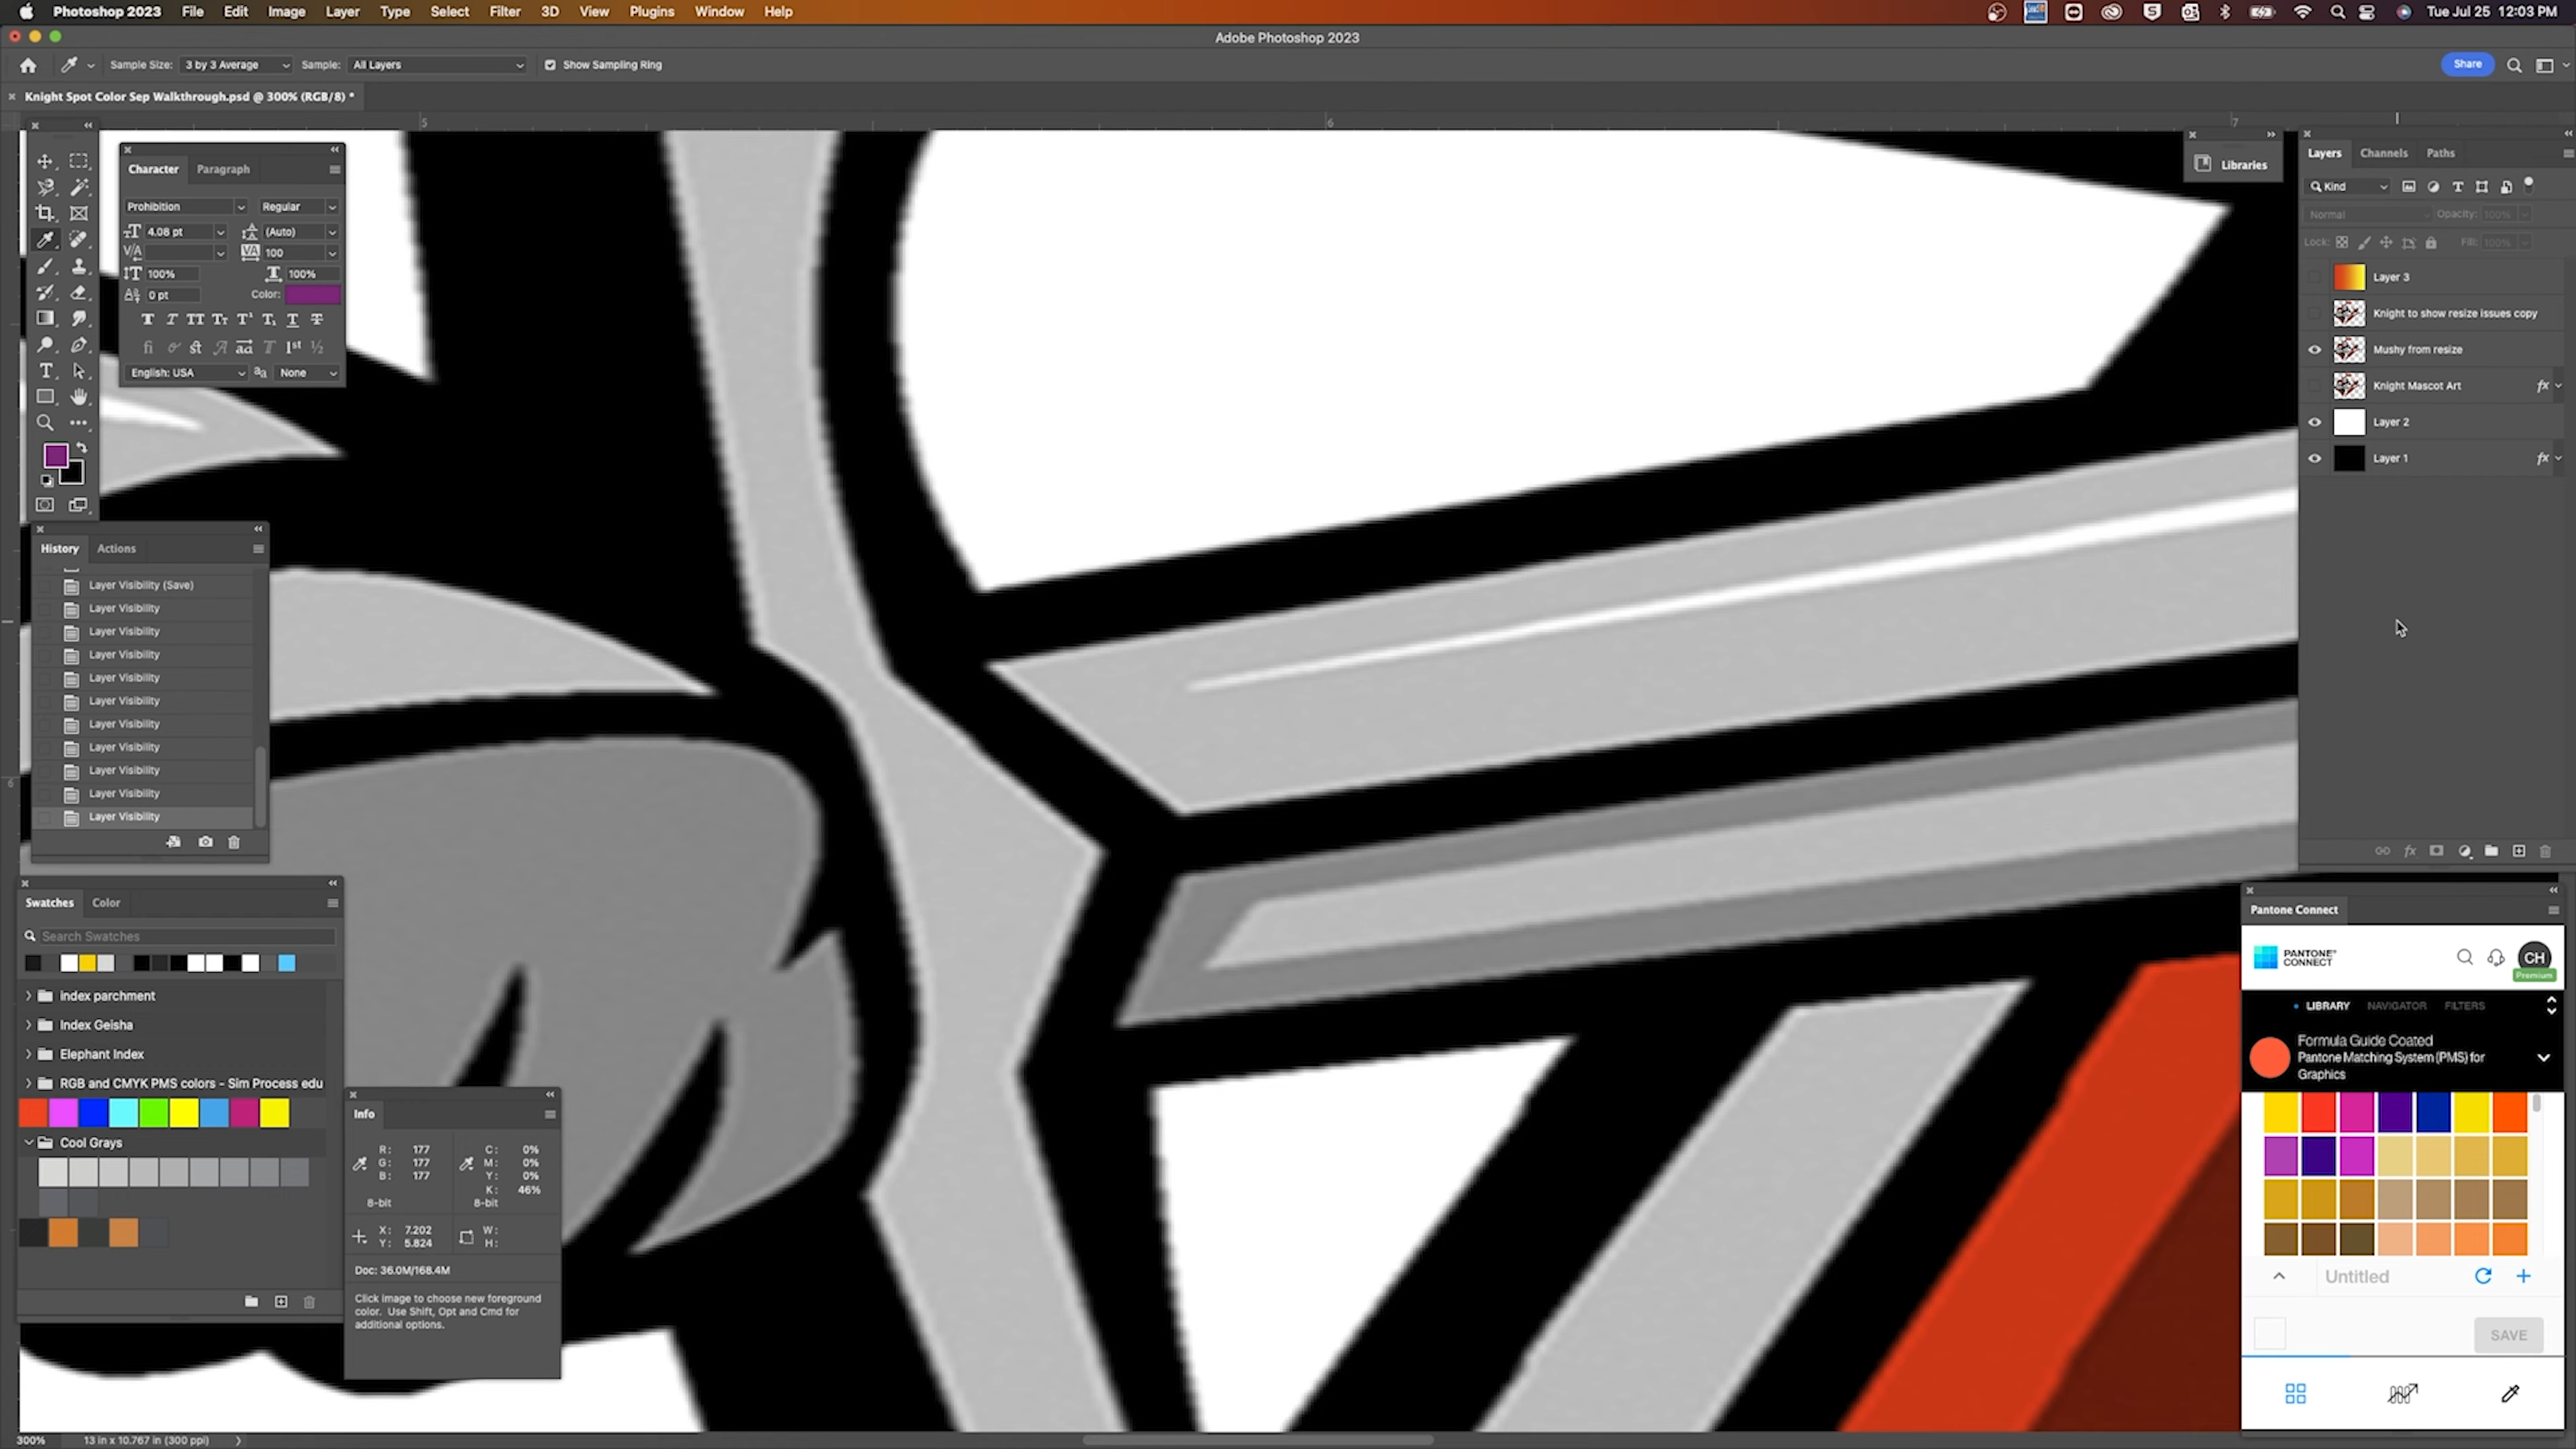 Photoshop 2023 File Edit Image Layer Type Select Filter 3D View Plugins Window Help Tue Jul 25 12:03 PM
Adobe Photoshop 2023
Sample Size: 3 by 3 Average Sample: All Layers Show Sampling Ring Share
Knight Spot Color Sep Walkthrough.psd @ 300% (RGB/8) *
5 6 7
Character Paragraph
Prohibition Regular
4.08 pt (Auto)
100
100% 100%
0 pt Color:
English: USA aa None
History Actions
Layer Visibility (Save)
Layer Visibility
Layer Visibility
Layer Visibility
Layer Visibility
Layer Visibility
Layer Visibility
Layer Visibility
Layer Visibility
Layer Visibility
Layer Visibility
Swatches Color
Search Swatches
index parchment
Index Geisha
Elephant Index
RGB and CMYK PMS colors - Sim Process edu
Cool Grays
Info
R: 177 C: 0%
G: 177 M: 0%
B: 177 Y: 0%
K: 46%
8-bit 8-bit
X: 7.202 W:
Y: 5.824 H:
Doc: 36.0M/168.4M
Click image to choose new foreground
color. Use Shift, Opt and Cmd for
additional options.
Libraries
Layers Channels Paths
Kind
Normal Opacity: 100%
Lock: Fill: 100%
Layer 3
Knight to show resize issues copy
Mushy from resize
Knight Mascot Art fx
Layer 2
Layer 1 fx
Pantone Connect
PANTONE
CONNECT
CH
Premium
LIBRARY NAVIGATOR FILTERS
Formula Guide Coated
Pantone Matching System (PMS) for
Graphics
Untitled
SAVE
300% 13 in x 10.767 in (300 ppi)